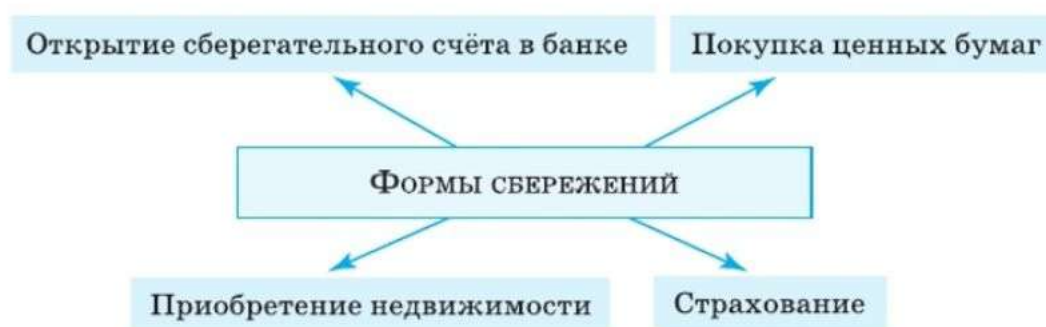 Открытие сберегательного счёта в банке
Покупка ценных бумаг
Формы сбережений
Приобретение недвижимости
Страхование